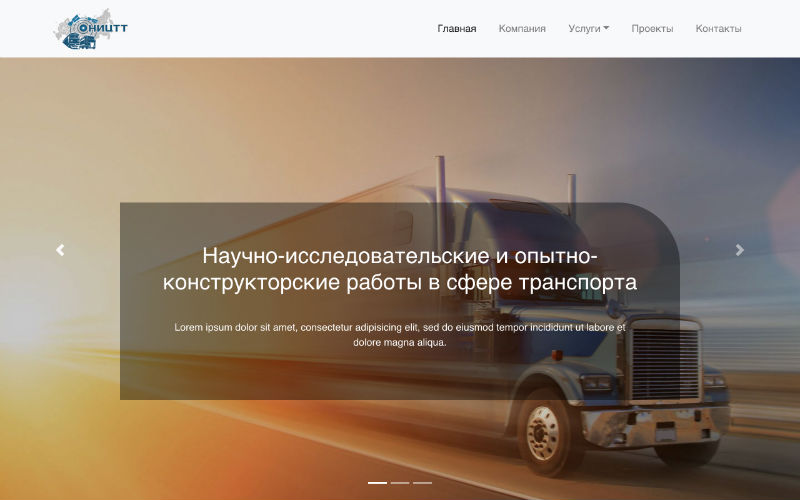 ОНИЦТТ
Главная
Компания
Услуги
Проекты
Контакты
Научно-исследовательские и опытно-
конструкторские работы в сфере транспорта
Lorem ipsum dolor sit amet, consectetur adipisicing elit, sed do eiusmod tempor incididunt ut labore et
dolore magna aliqua.